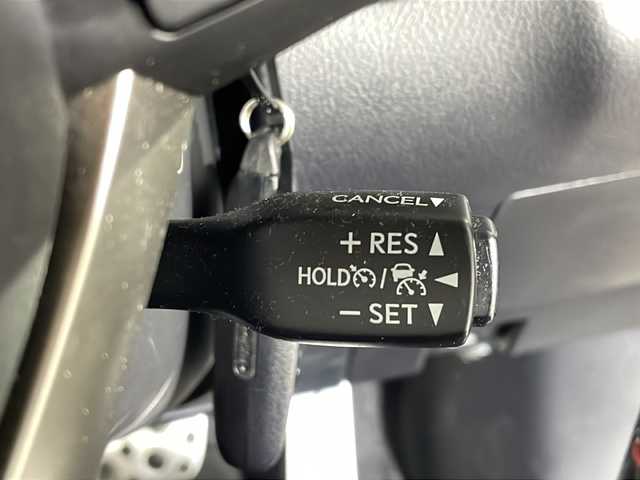 CANCEL▼
+ RES ▲
HOLD / ◀
− SET ▼